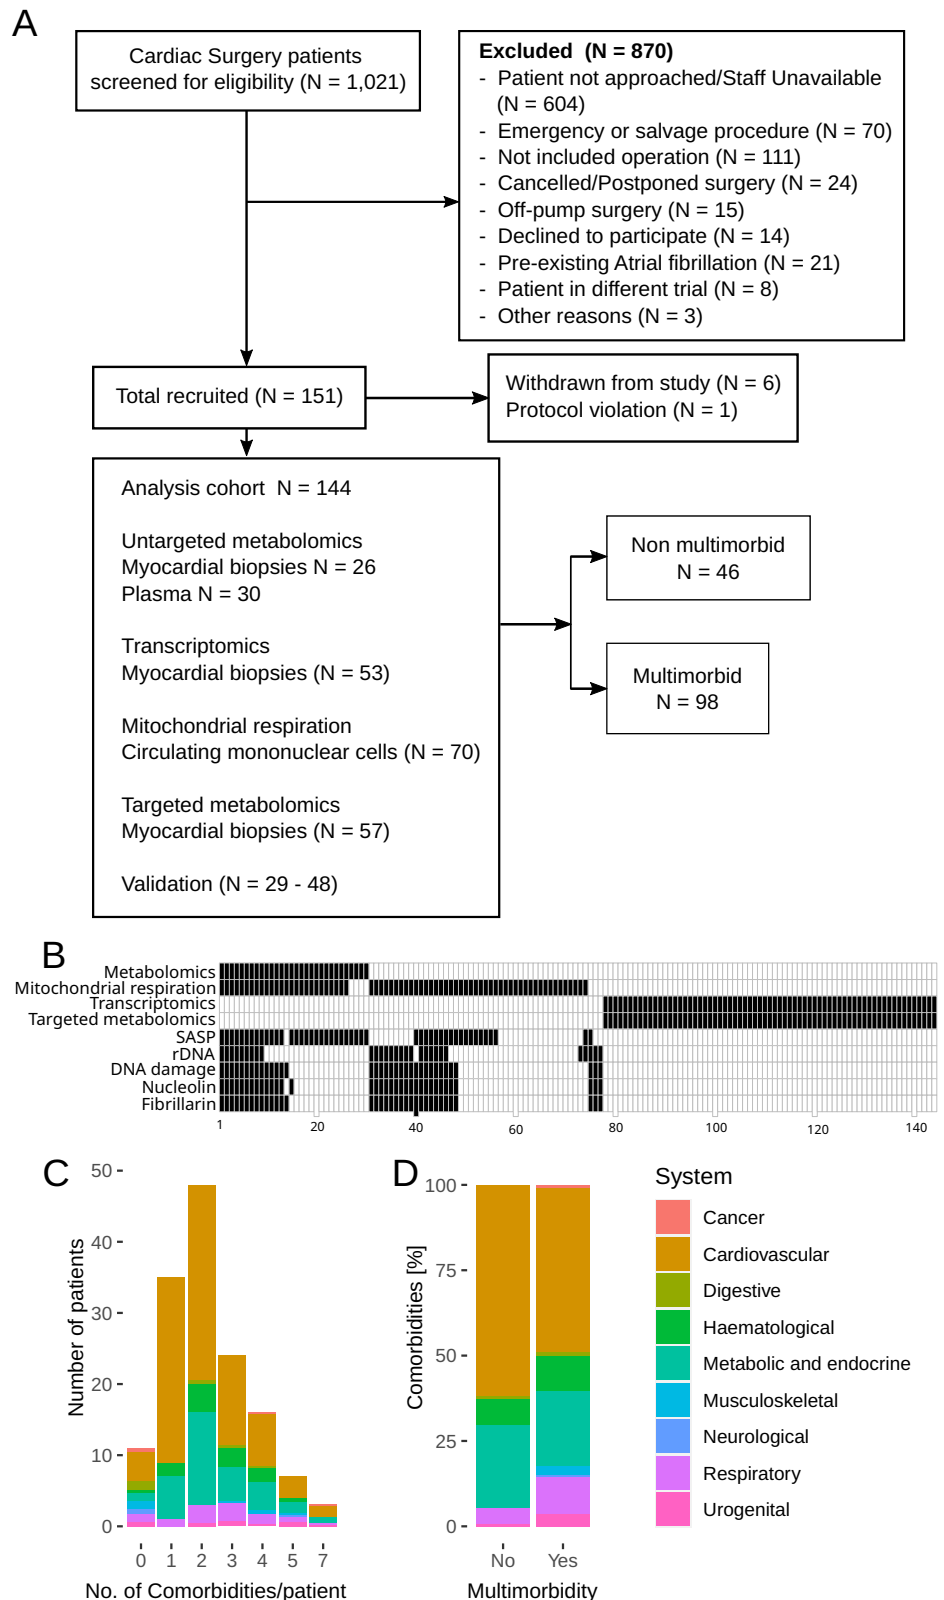 A
Cardiac Surgery patients
screened for eligibility (N = 1,021)
Excluded (N = 870)
- Patient not approached/Staff Unavailable
(N = 604)
- Emergency or salvage procedure (N = 70)
- Not included operation (N = 111)
- Cancelled/Postponed surgery (N = 24)
- Off-pump surgery (N = 15)
- Declined to participate (N = 14)
- Pre-existing Atrial fibrillation (N = 21)
- Patient in different trial (N = 8)
- Other reasons (N = 3)
Total recruited (N = 151)
Withdrawn from study (N = 6)
Protocol violation (N = 1)
Analysis cohort N = 144
Untargeted metabolomics
Myocardial biopsies N = 26
Plasma N = 30
Transcriptomics
Myocardial biopsies (N = 53)
Mitochondrial respiration
Circulating mononuclear cells (N = 70)
Targeted metabolomics
Myocardial biopsies (N = 57)
Validation (N = 29 - 48)
Non multimorbid
N = 46
Multimorbid
N = 98
B
Metabolomics
Mitochondrial respiration
Transcriptomics
Targeted metabolomics
SASP
rDNA
DNA damage
Nucleolin
Fibrillarin
1 20 40 60 80 100 120 140
C
Number of patients
50
40
30
20
10
0
0 1 2 3 4 5 7
No. of Comorbidities/patient
D
Comorbidities [%]
100
75
50
25
0
No Yes
Multimorbidity
System
Cancer
Cardiovascular
Digestive
Haematological
Metabolic and endocrine
Musculoskeletal
Neurological
Respiratory
Urogenital